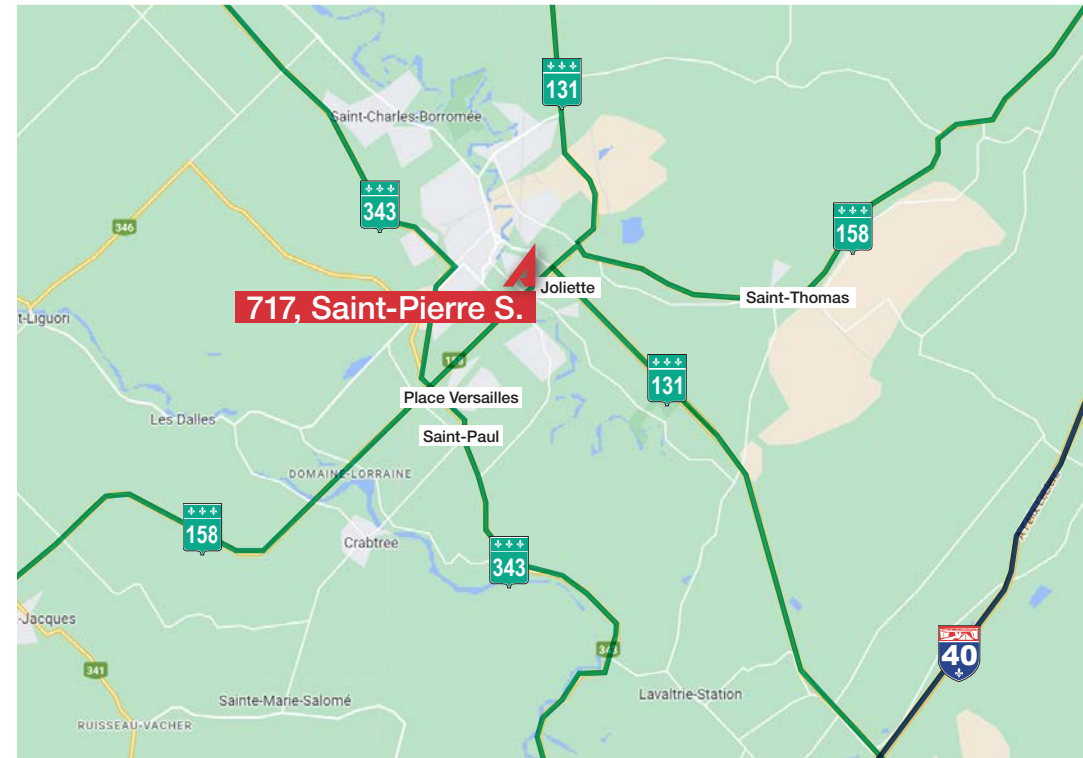 131
Saint-Charles-Borromée
343
346
158
Joliette
Saint-Thomas
717, Saint-Pierre S.
t-Liguori
131
Place Versailles
Les Dalles
Saint-Paul
DOMAINE-LORRAINE
158
Crabtree
343
-Jacques
343
40
341
Lavaltrie-Station
Sainte-Marie-Salomé
RUISSEAU-VACHER